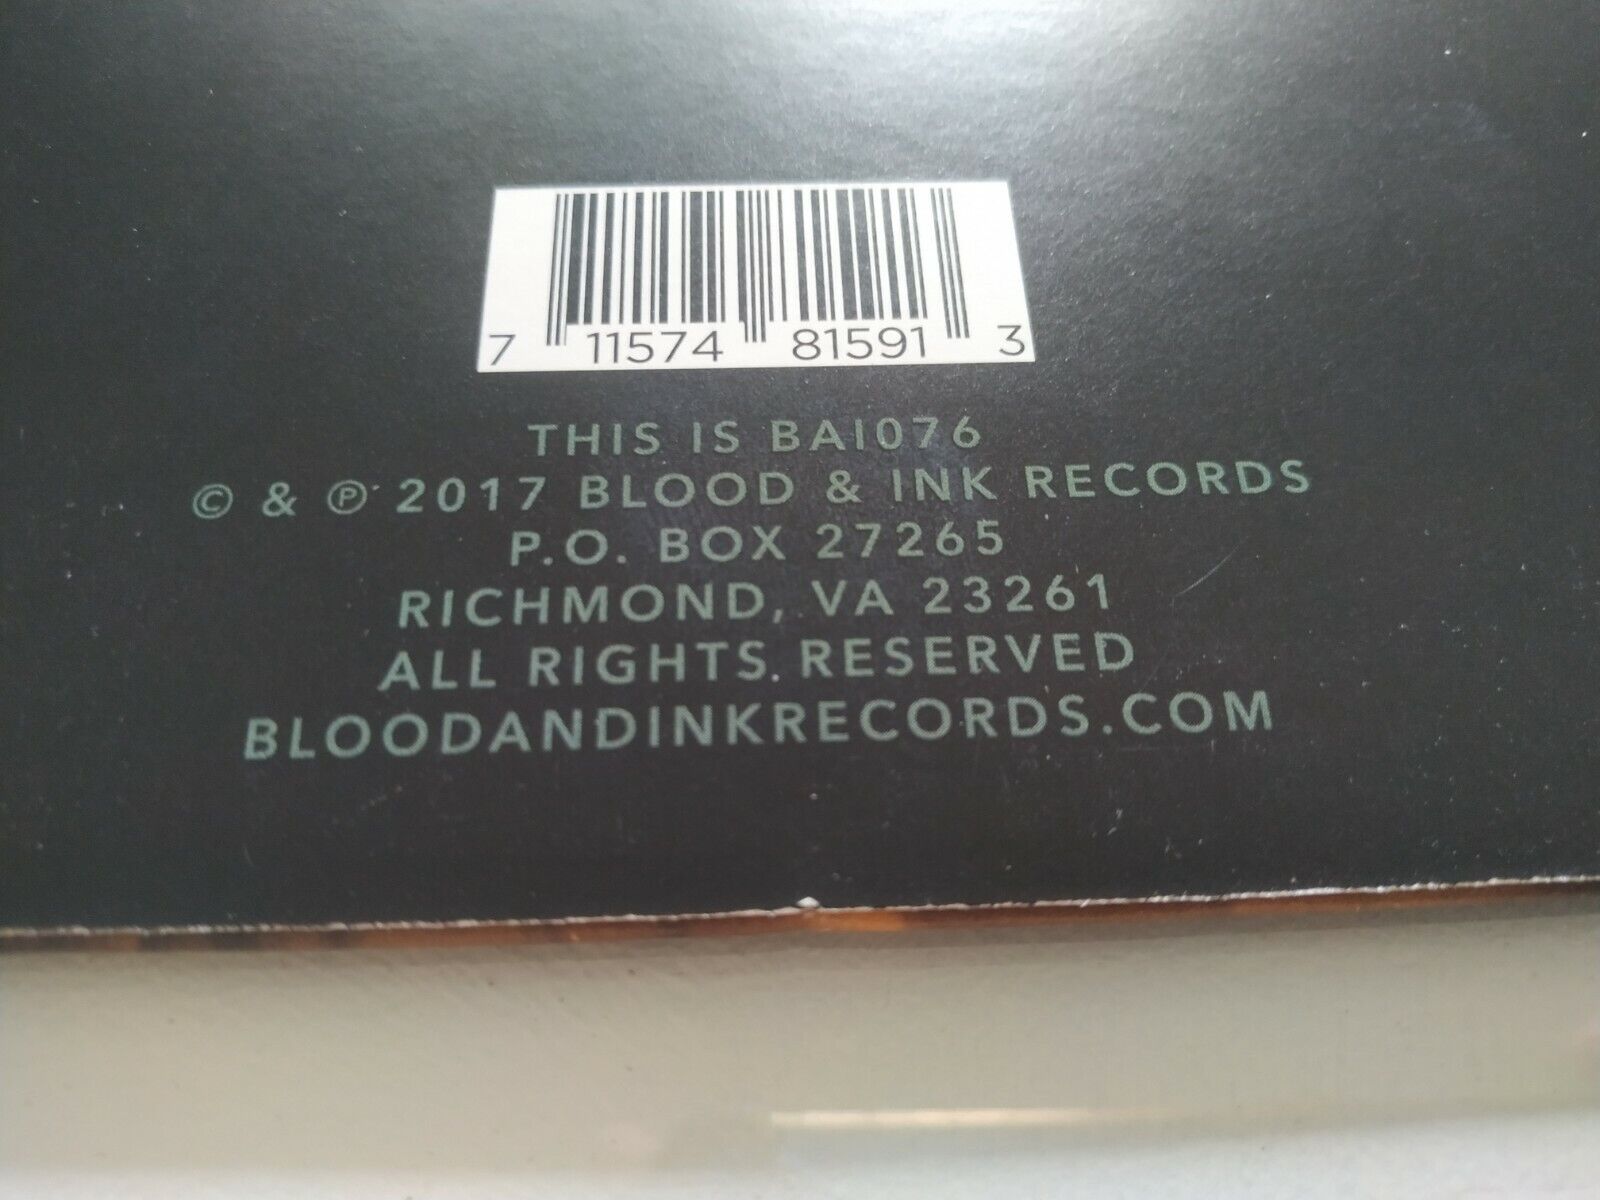 7 11574 81591 3
THIS IS BAI076
© & ℗ 2017 BLOOD & INK RECORDS
P.O. BOX 27265
RICHMOND, VA 23261
ALL RIGHTS RESERVED
BLOODANDINKRECORDS.COM